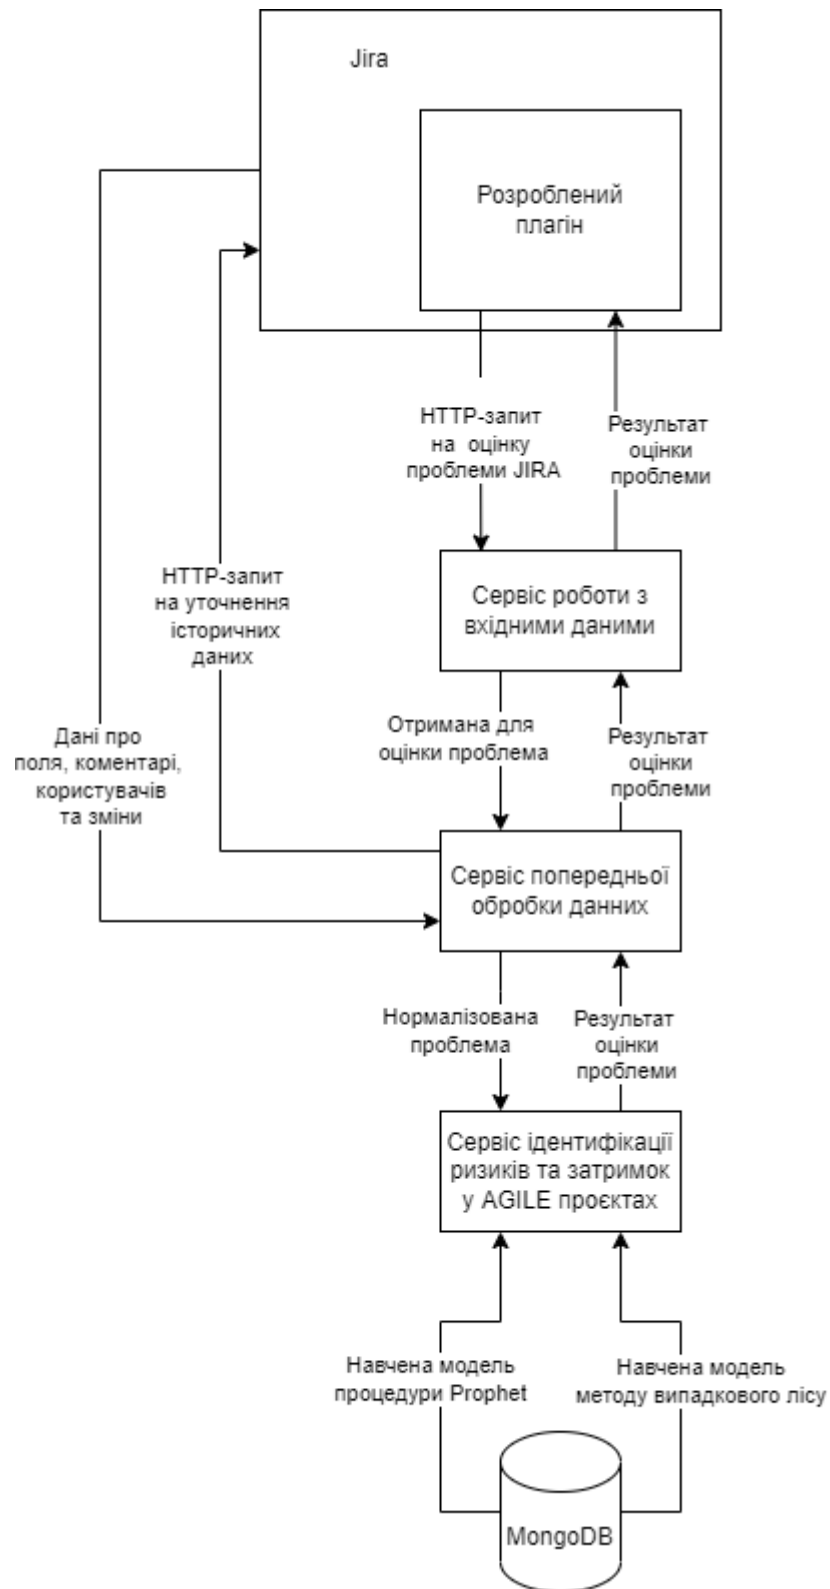 Jira
Розроблений
плагін
HTTP-запит
на оцінку
проблеми JIRA
Результат
оцінки
проблеми
Сервіс роботи з
вхідними даними
HTTP-запит
на уточнення
історичних
даних
Отримана для
оцінки проблема
Результат
оцінки
проблеми
Дані про
поля, коментарі,
користувачів
та зміни
Сервіс попередньої
обробки данних
Нормалізована
проблема
Результат
оцінки
проблеми
Сервіс ідентифікації
ризиків та затримок
у AGILE проєктах
Навчена модель
процедури Prophet
Навчена модель
методу випадкового лісу
MongoDB